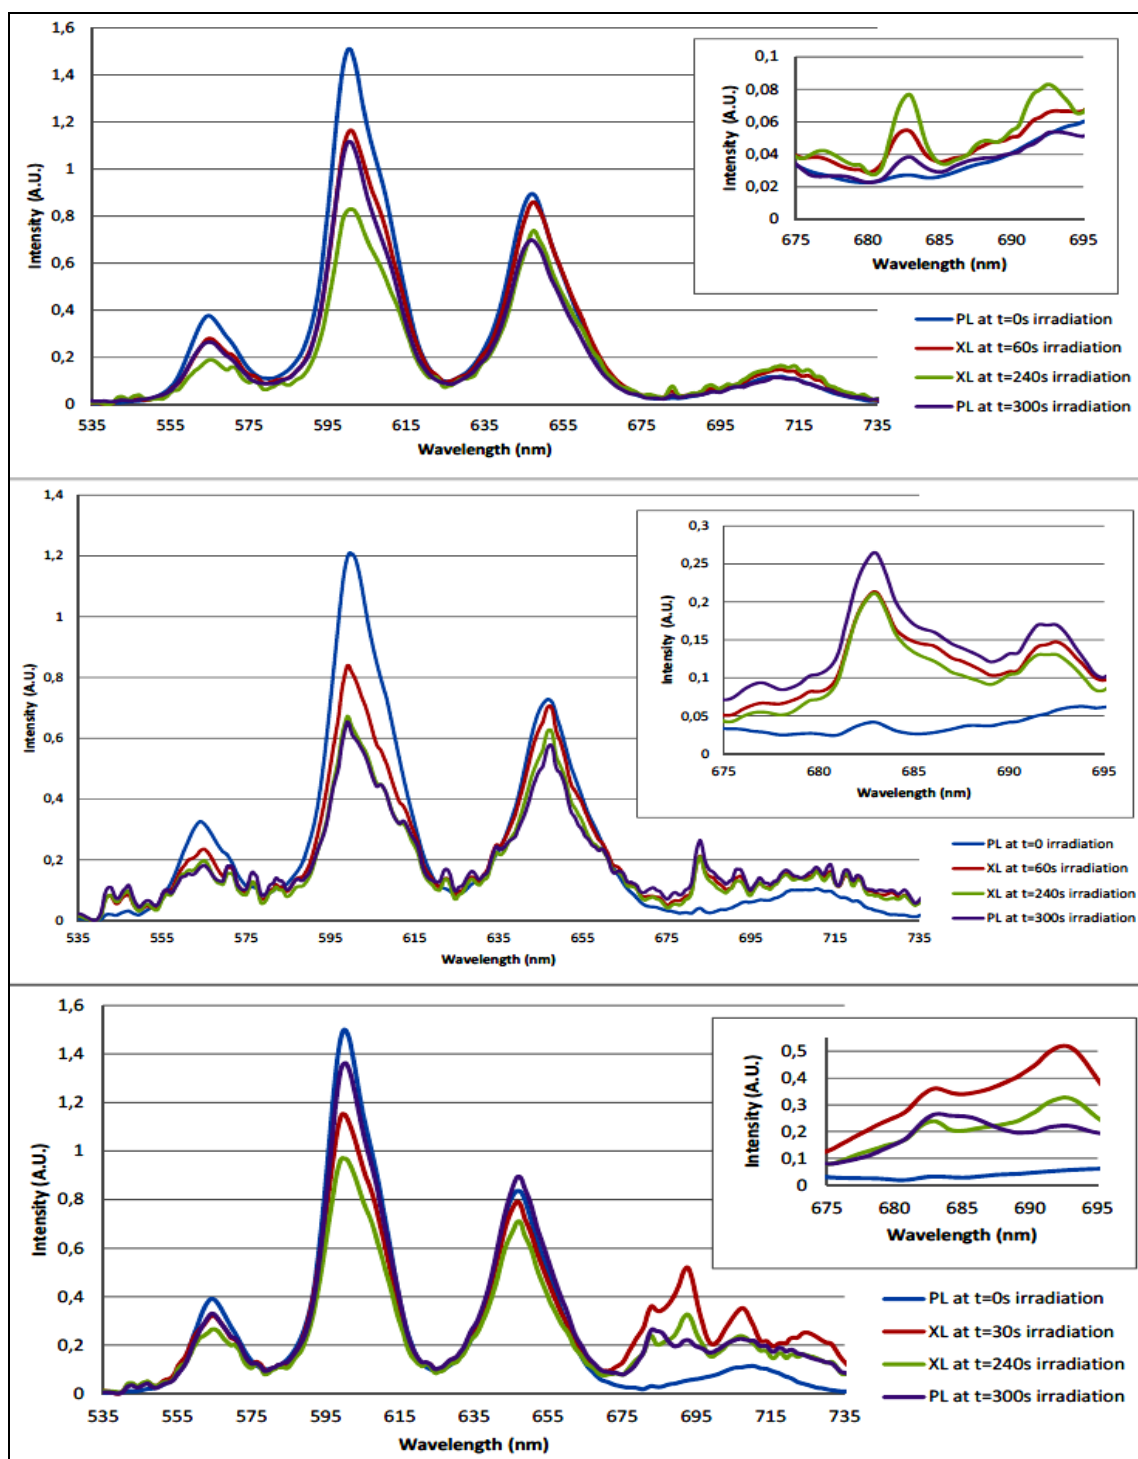 1,6
1,4
1,2
1
0,8
0,6
0,4
0,2
0
Intensity (A.U.)
535 555 575 595 615 635 655 675 695 715 735
Wavelength (nm)
0,1
0,08
0,06
0,04
0,02
0
Intensity (A.U.)
675 680 685 690 695
Wavelength (nm)
PL at t=0s irradiation
XL at t=60s irradiation
XL at t=240s irradiation
PL at t=300s irradiation
1,4
1,2
1
0,8
0,6
0,4
0,2
0
Intensity (A.U.)
535 555 575 595 615 635 655 675 695 715 735
Wavelength (nm)
0,3
0,25
0,2
0,15
0,1
0,05
0
Intensity (A.U.)
675 680 685 690 695
Wavelength (nm)
PL at t=0 irradiation
XL at t=60s irradiation
XL at t=240s irradiation
PL at t=300s irradiation
1,6
1,4
1,2
1
0,8
0,6
0,4
0,2
0
Intensity (A.U.)
535 555 575 595 615 635 655 675 695 715 735
Wavelength (nm)
0,5
0,4
0,3
0,2
0,1
0
Intensity (A.U.)
675 680 685 690 695
Wavelength (nm)
PL at t=0s irradiation
XL at t=30s irradiation
XL at t=240s irradiation
PL at t=300s irradiation